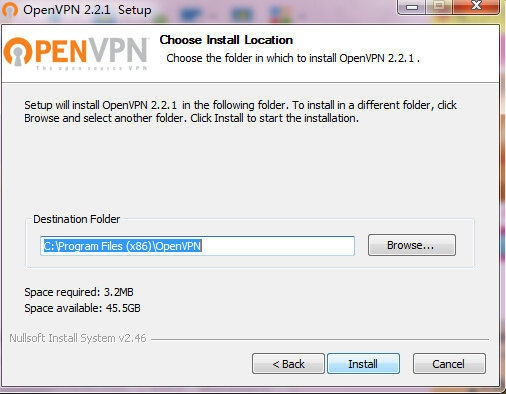 OpenVPN 2.2.1 Setup
OPENVPN
The open source VPN
Choose Install Location
Choose the folder in which to install OpenVPN 2.2.1 .
Setup will install OpenVPN 2.2.1 in the following folder. To install in a different folder, click
Browse and select another folder. Click Install to start the installation.
Destination Folder
C:\Program Files (x86)\OpenVPN
Browse...
Space required: 3.2MB
Space available: 45.5GB
Nullsoft Install System v2.46
< Back
Install
Cancel